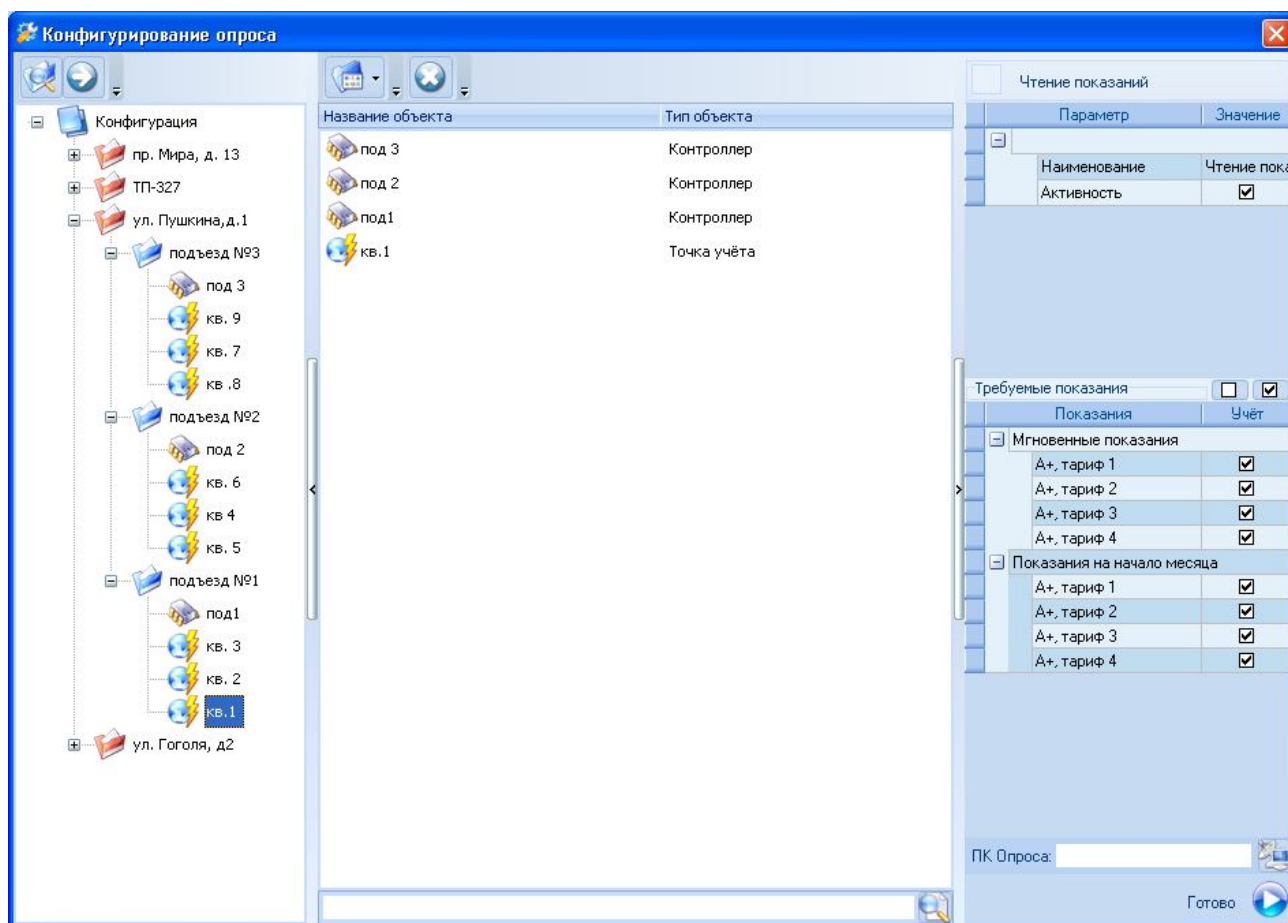 Конфигурирование опроса
Конфигурация
пр. Мира, д. 13
ТП-327
ул. Пушкина,д.1
подъезд №3
под 3
кв. 9
кв. 7
кв .8
подъезд №2
под 2
кв. 6
кв 4
кв. 5
подъезд №1
под1
кв. 3
кв. 2
кв.1
ул. Гоголя, д2
Название объекта Тип объекта
под 3 Контроллер
под 2 Контроллер
под1 Контроллер
кв.1 Точка учёта
Чтение показаний
Параметр Значение
Наименование Чтение пока
Активность
Требуемые показания
Показания Учёт
Мгновенные показания
А+, тариф 1
А+, тариф 2
А+, тариф 3
А+, тариф 4
Показания на начало месяца
А+, тариф 1
А+, тариф 2
А+, тариф 3
А+, тариф 4
ПК Опроса:
Готово